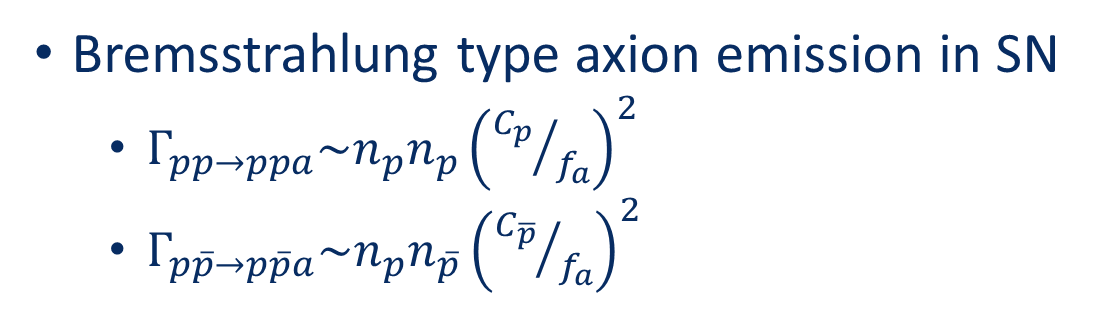 • Bremsstrahlung type axion emission in SN
• Γ_{pp→ppa}~n_p n_p (C_p/f_a)^2
• Γ_{pp̄→pp̄a}~n_p n_p̄ (C_p̄/f_a)^2